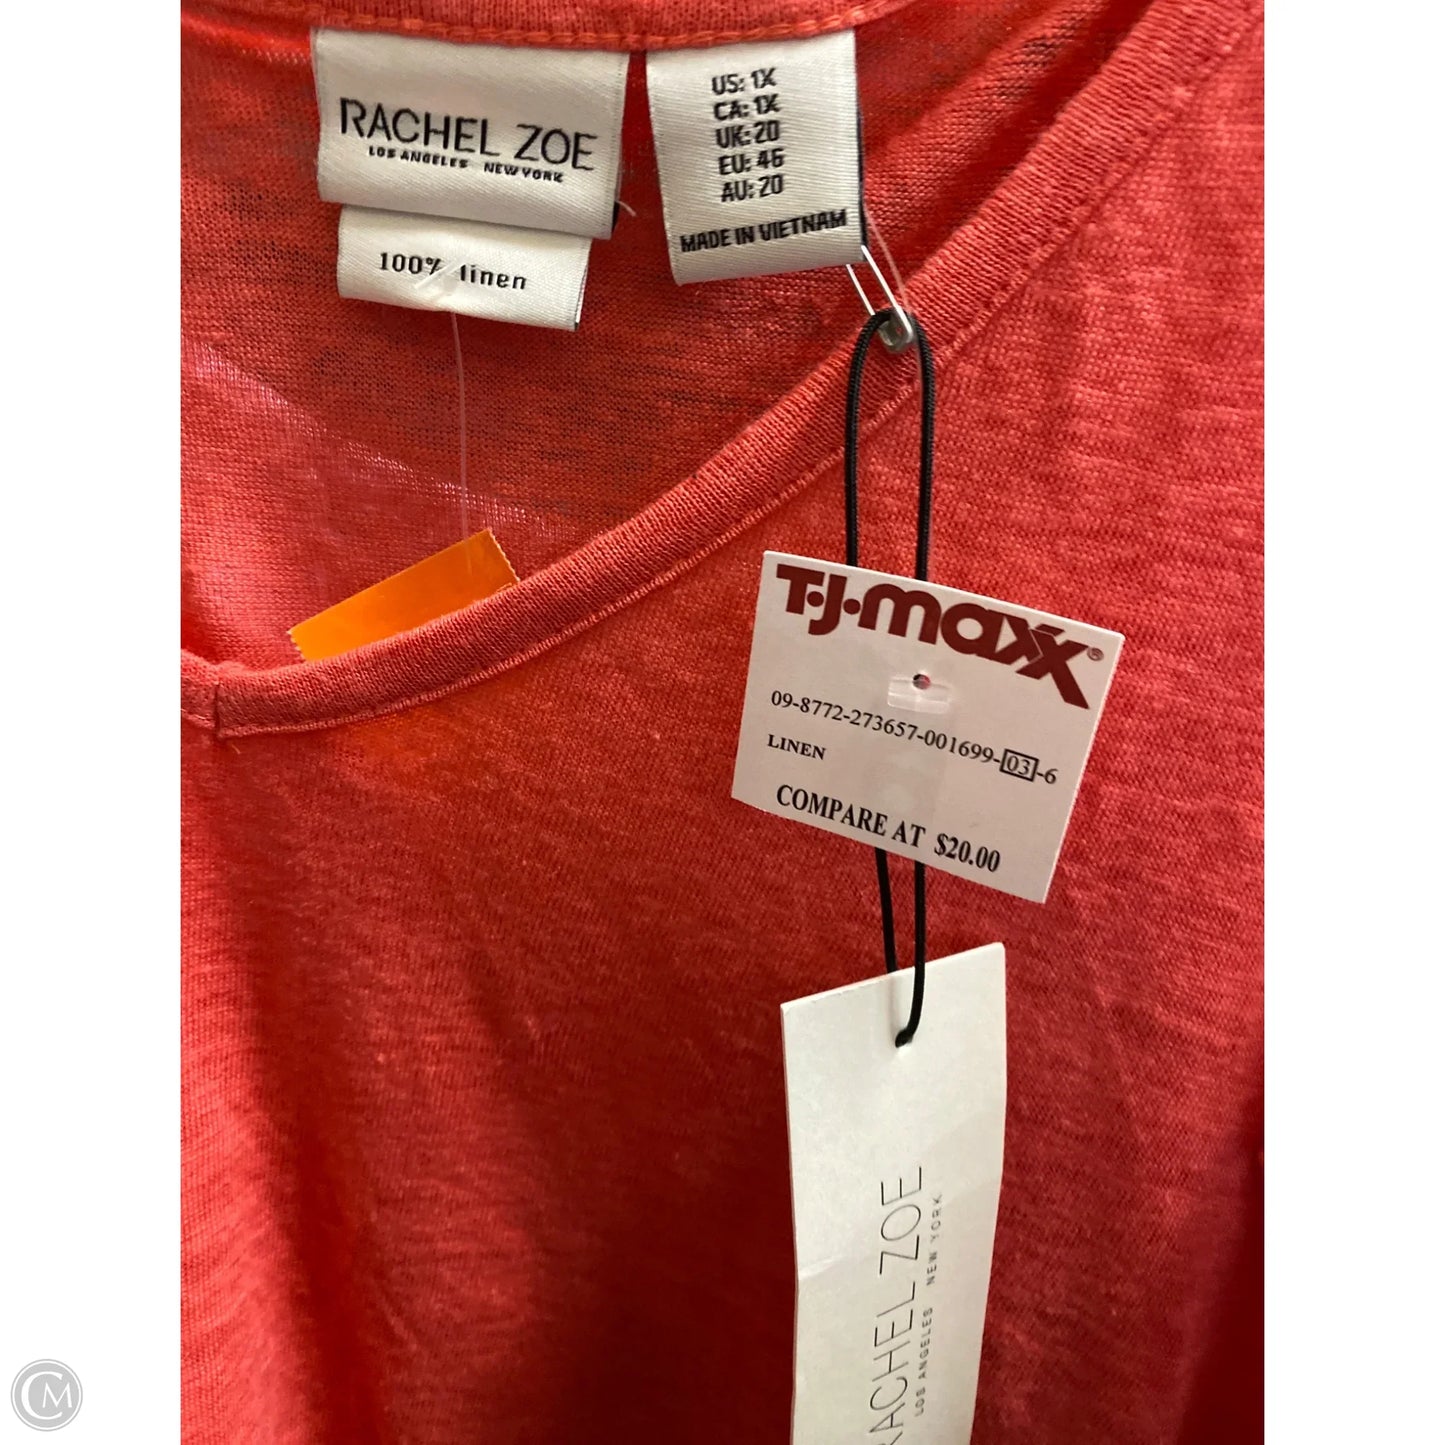 RACHEL ZOE
LOS ANGELES NEW YORK
100% linen
US: 1X
CA: 1X
UK: 20
EU: 46
AU: 20
MADE IN VIETNAM
T·J·maxx®
09-8772-273657-001699-03-6
LINEN
COMPARE AT $20.00
RACHEL ZOE
LOS ANGELES NEW YORK
CM